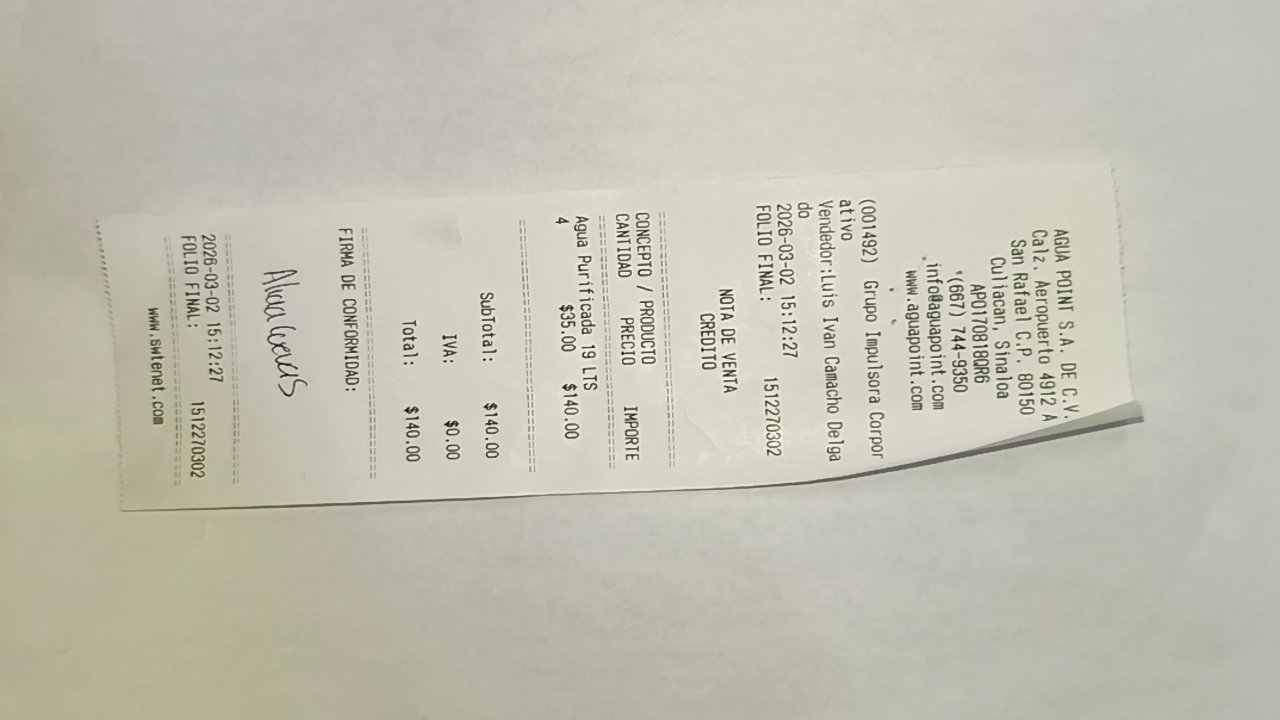 AGUA POINT S.A. DE C.V.
Calz. Aeropuerto 4912 A
San Rafael C.P. 80150
Culiacan, Sinaloa
APO170818QR6
(667) 744-9350
info@aguapoint.com
www.aguapoint.com
(001492) Grupo Impulsora Corpor
ativo
Vendedor:Luis Ivan Camacho Delga
do
2026-03-02 15:12:27
FOLIO FINAL: 1512270302
NOTA DE VENTA
CREDITO
================================
CONCEPTO / PRODUCTO
CANTIDAD PRECIO IMPORTE
================================
Agua Purificada 19 LTS
4 $35.00 $140.00
================================
SubTotal: $140.00
IVA: $0.00
Total: $140.00
================================
FIRMA DE CONFORMIDAD:
================================
2026-03-02 15:12:27
FOLIO FINAL: 1512270302
================================
www.swtenet.com